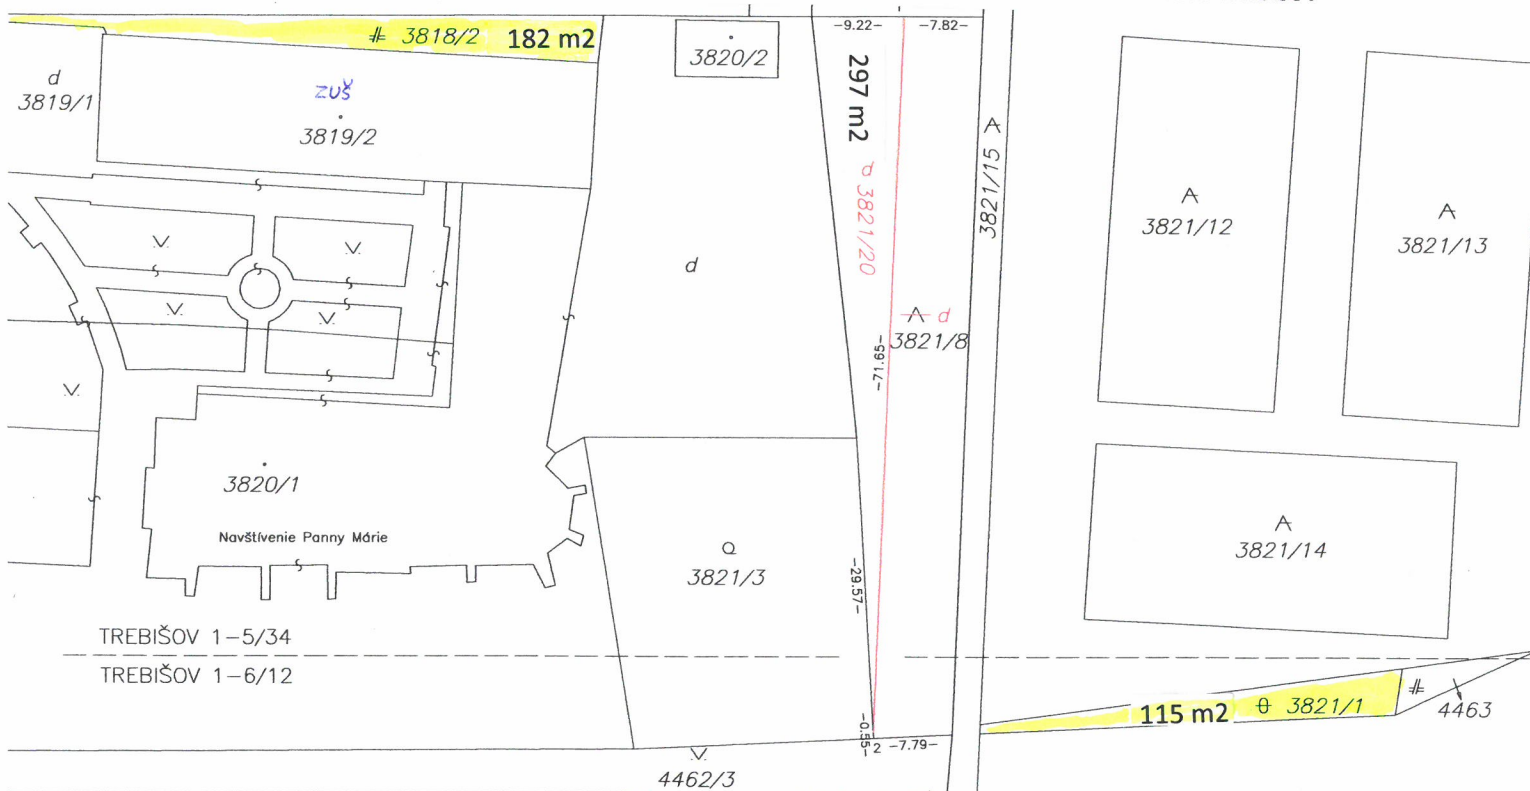 3818/2 182 m2
-9.22-
-7.82-
3820/2
d
3819/1
ZUŠ
3819/2
297 m2
3821/20
3821/15
3821/12
3821/13
d
d
3821/8
-71.65-
3820/1
Navštívenie Panny Márie
3821/3
-29.57-
3821/14
TREBIŠOV 1-5/34
TREBIŠOV 1-6/12
115 m2 3821/1
4463
-0.55-
2 -7.79-
4462/3